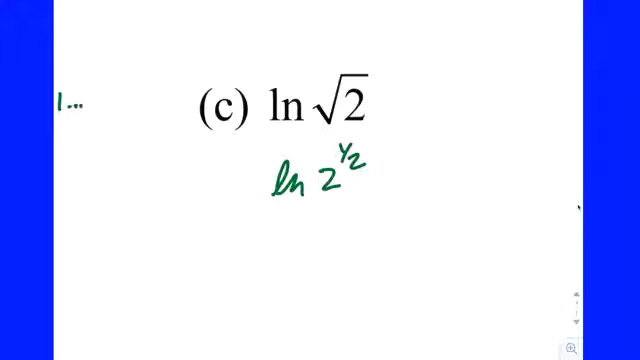 (c) ln √2
1...
ln 2^{1/2}